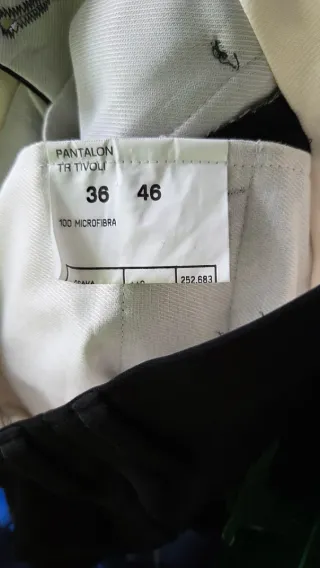 PANTALON
TR TIVOLI
36 46
100 MICROFIBRA
252.683